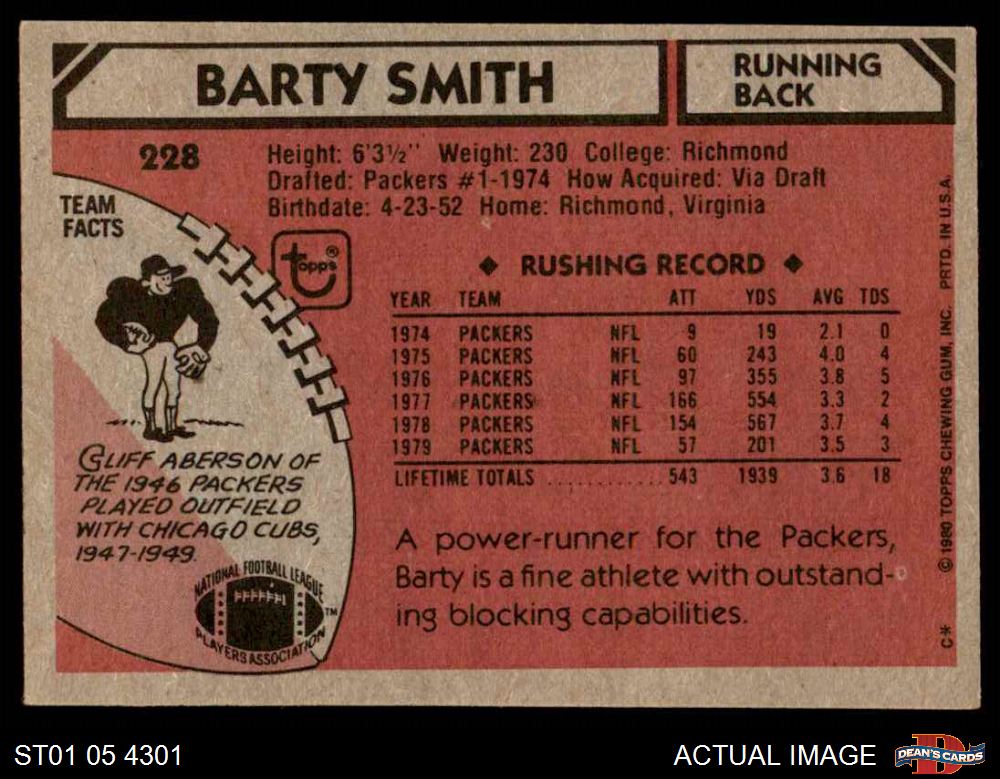 BARTY SMITH
RUNNING
BACK
228
Height: 6'3½" Weight: 230 College: Richmond
Drafted: Packers #1-1974 How Acquired: Via Draft
Birthdate: 4-23-52 Home: Richmond, Virginia
TEAM
FACTS
topps®
◆ RUSHING RECORD ◆
YEAR TEAM ATT YDS AVG TDS
1974 PACKERS NFL 9 19 2.1 0
1975 PACKERS NFL 60 243 4.0 4
1976 PACKERS NFL 97 355 3.8 5
1977 PACKERS NFL 166 554 3.3 2
1978 PACKERS NFL 154 567 3.7 4
1979 PACKERS NFL 57 201 3.5 3
LIFETIME TOTALS ............. 543 1939 3.6 18
CLIFF ABERSON OF
THE 1946 PACKERS
PLAYED OUTFIELD
WITH CHICAGO CUBS,
1947-1949.
NATIONAL FOOTBALL LEAGUE
PLAYERS ASSOCIATION
TM
A power-runner for the Packers,
Barty is a fine athlete with outstand-
ing blocking capabilities.
C* © 1980 TOPPS CHEWING GUM, INC. PRTD. IN U.S.A.
ST01 05 4301
ACTUAL IMAGE
D
DEAN'S CARDS